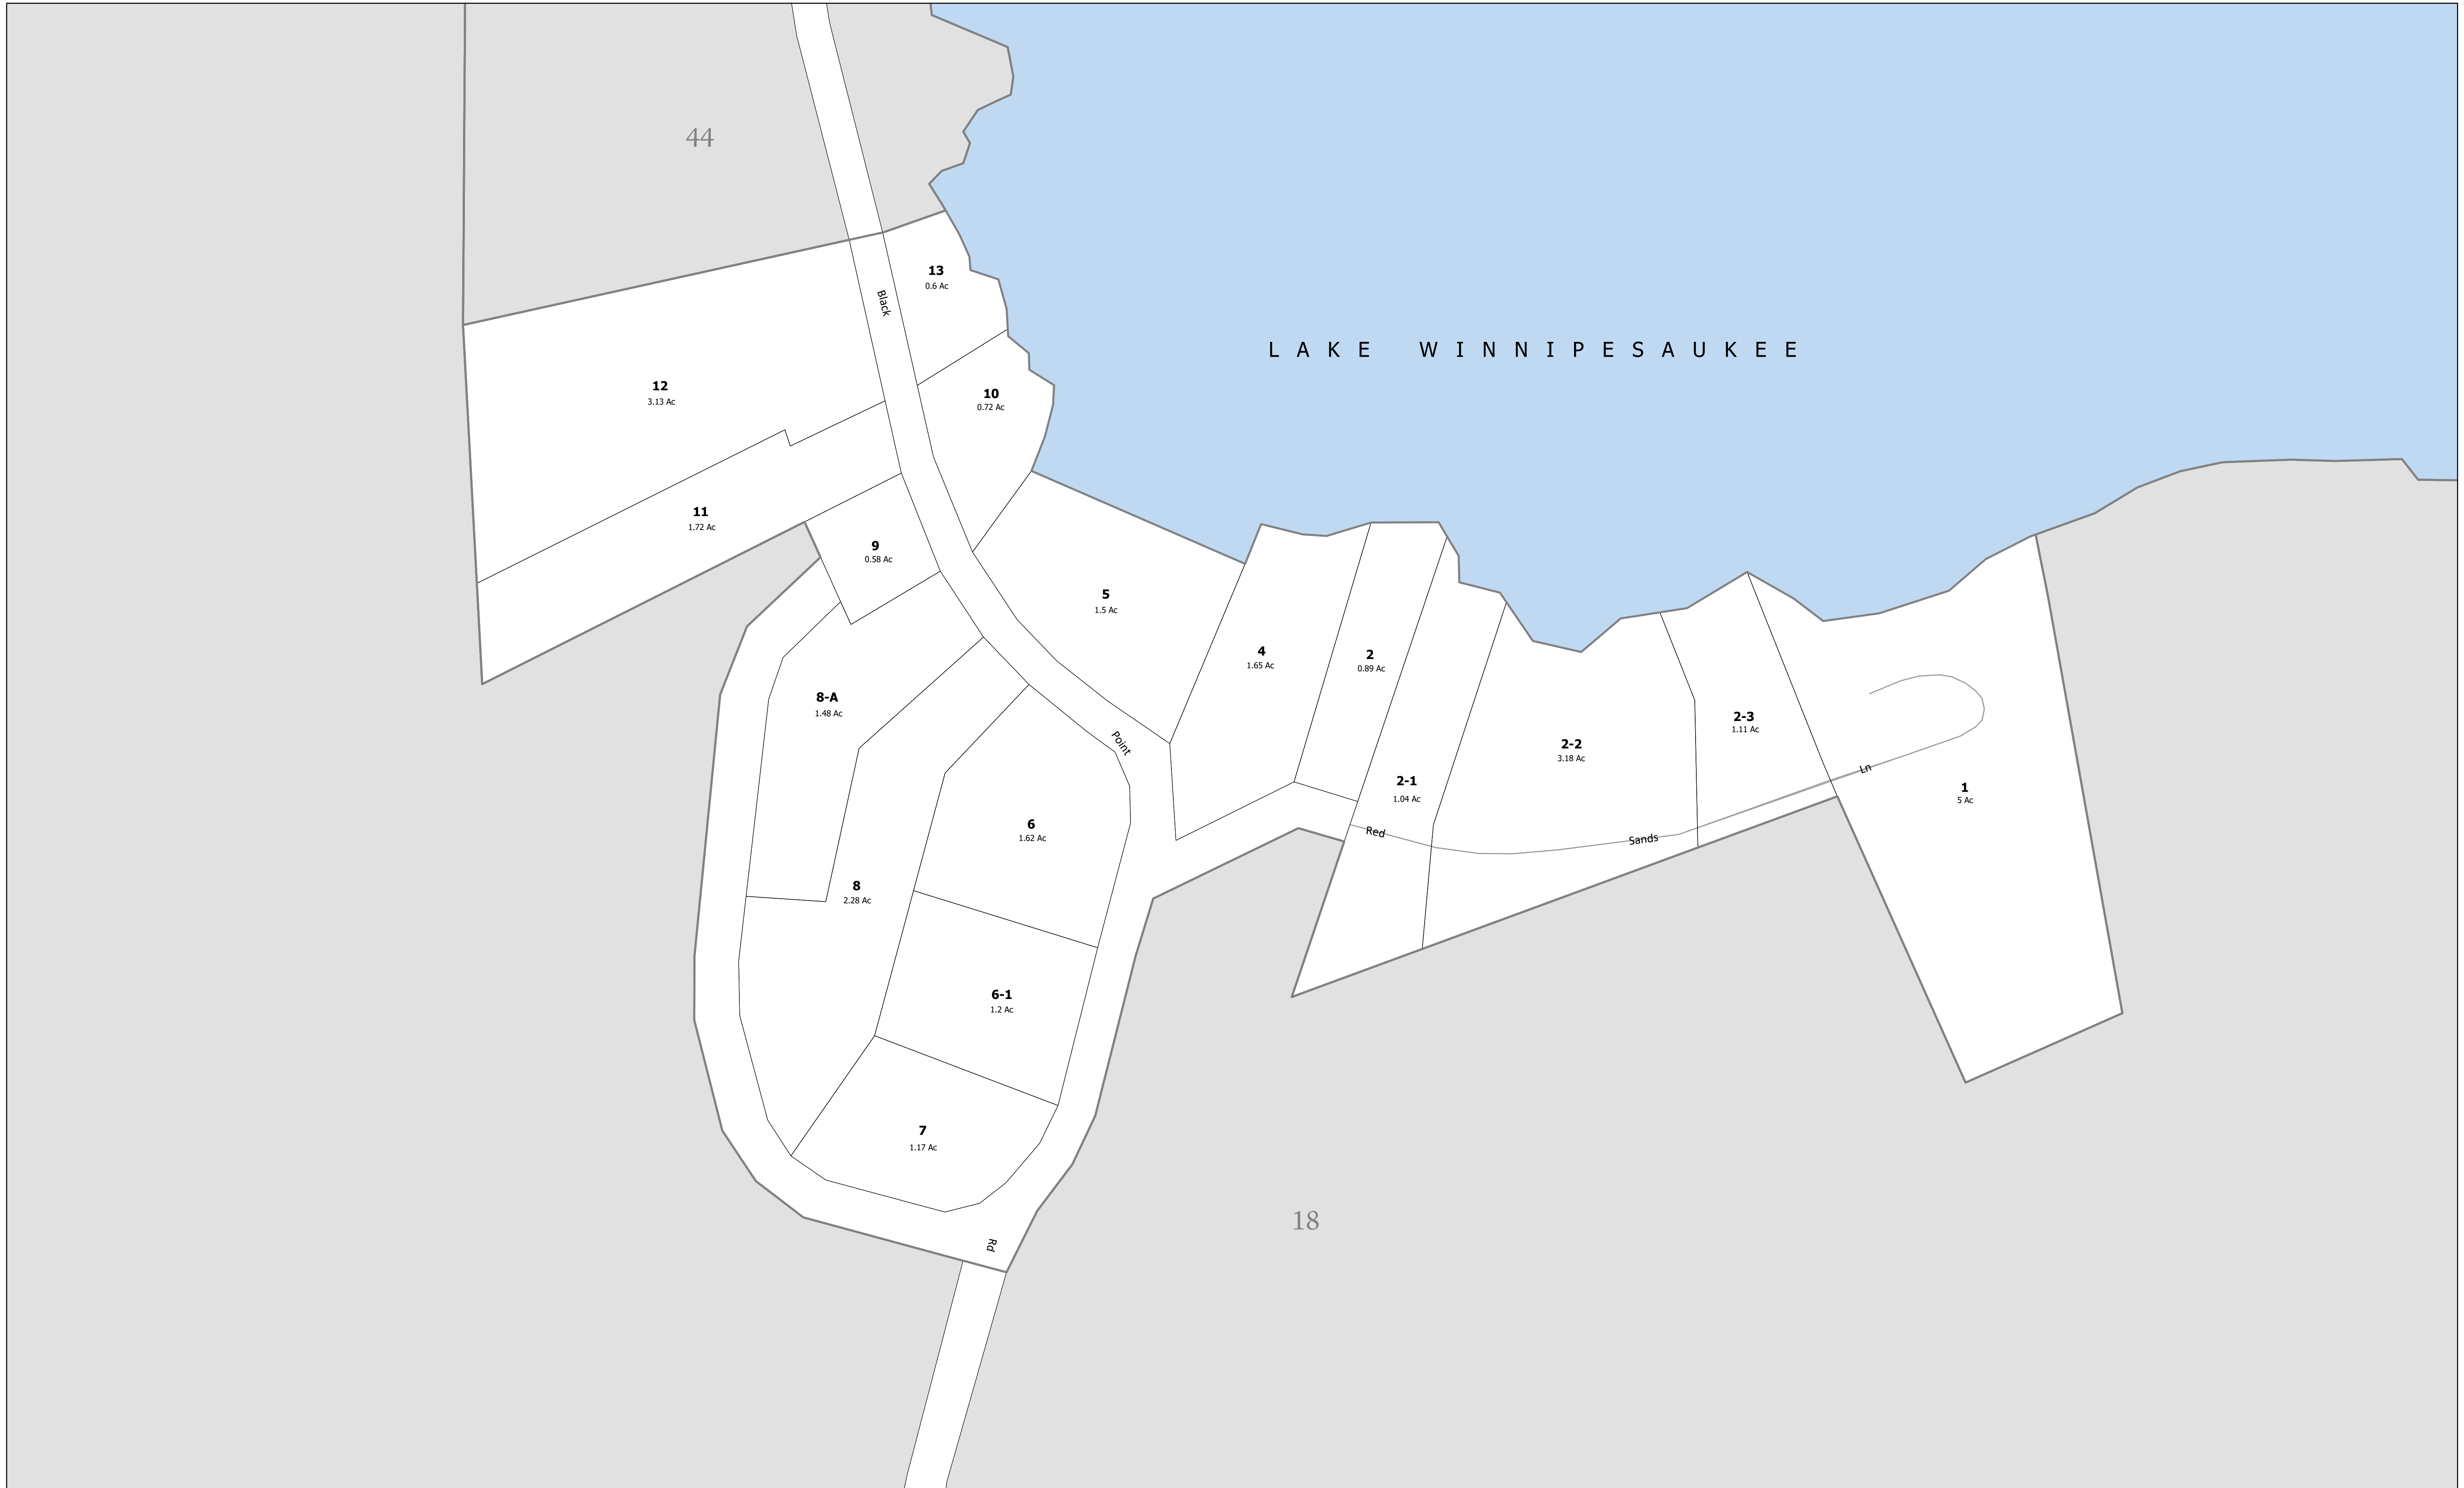 44
13
0.6 Ac
Black
LAKE WINNIPESAUKEE
12
3.13 Ac
10
0.72 Ac
11
1.72 Ac
9
0.58 Ac
5
1.5 Ac
4
1.65 Ac
2
0.89 Ac
8-A
1.48 Ac
2-3
1.11 Ac
Point
2-2
3.18 Ac
Ln
2-1
1.04 Ac
1
5 Ac
6
1.62 Ac
Red
Sands
8
2.28 Ac
6-1
1.2 Ac
7
1.17 Ac
18
Rd